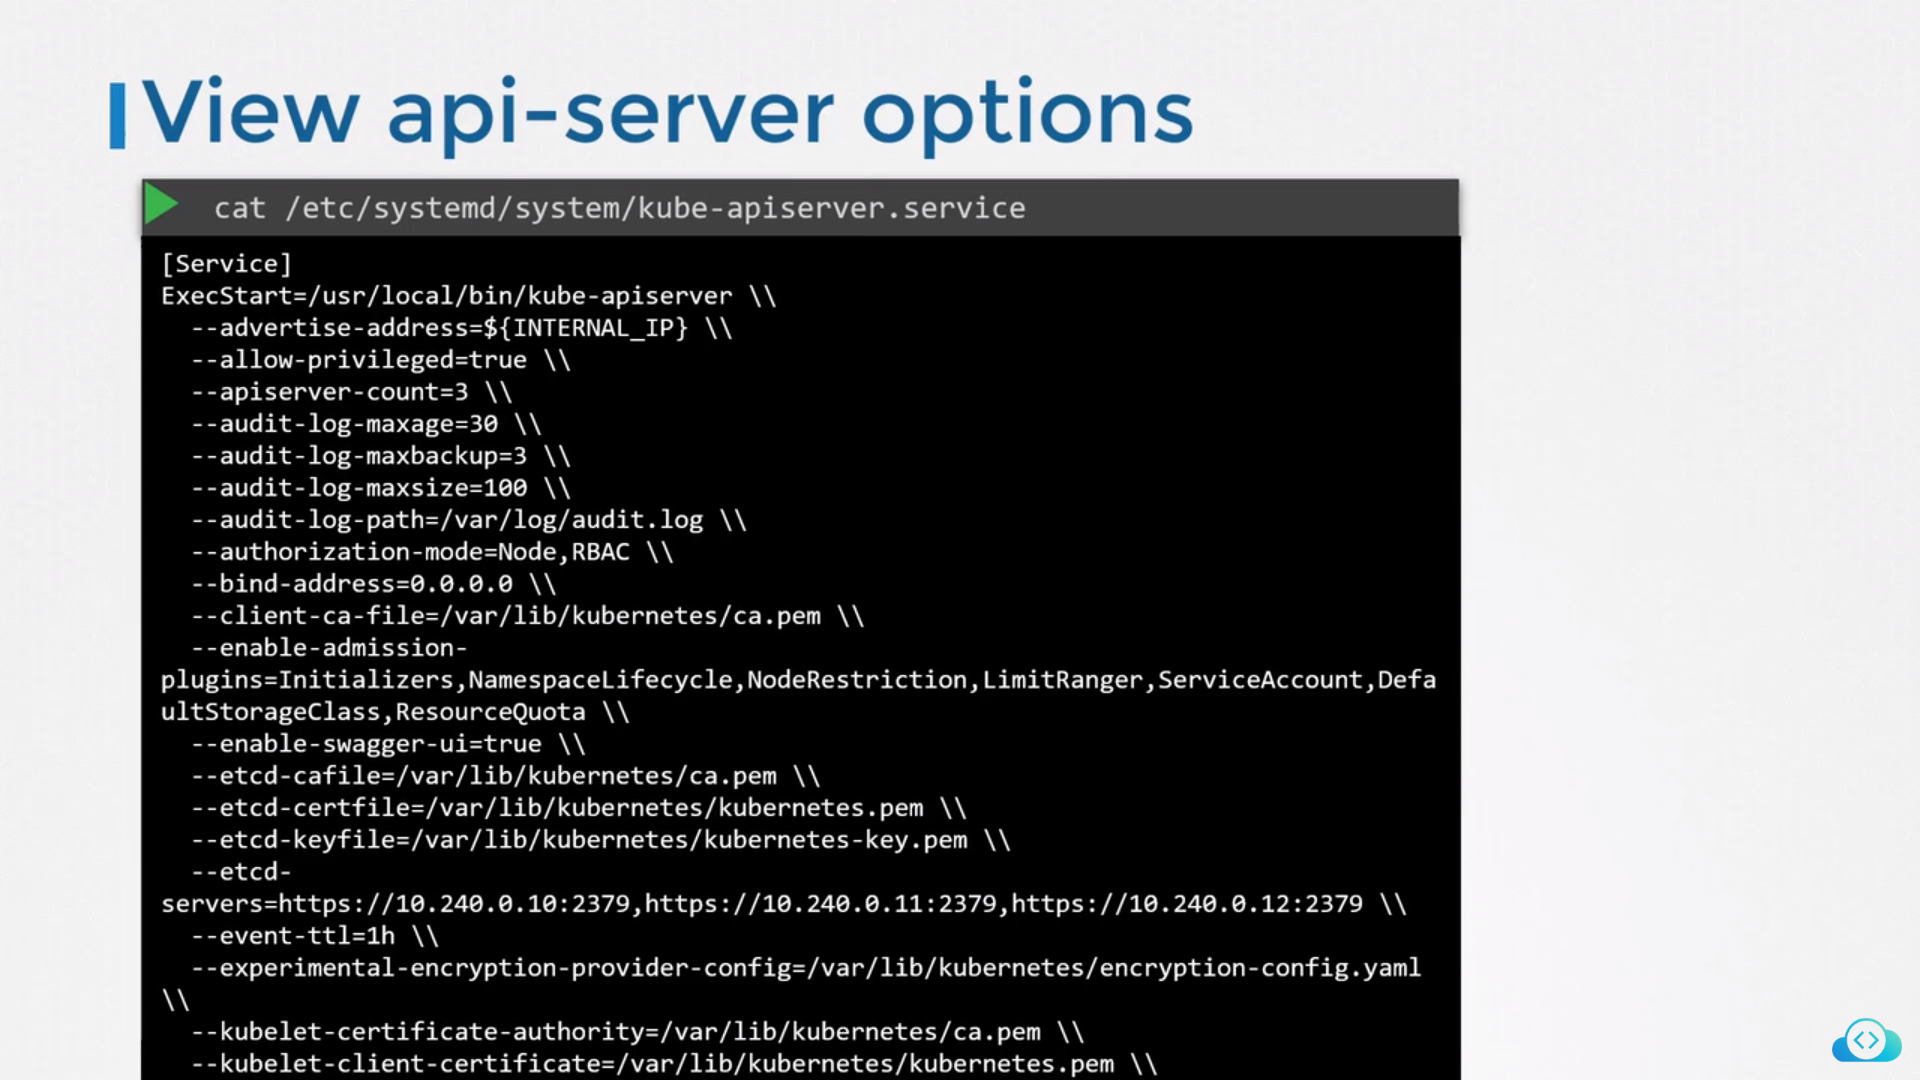 View api-server options
cat /etc/systemd/system/kube-apiserver.service
[Service]
ExecStart=/usr/local/bin/kube-apiserver \\
  --advertise-address=${INTERNAL_IP} \\
  --allow-privileged=true \\
  --apiserver-count=3 \\
  --audit-log-maxage=30 \\
  --audit-log-maxbackup=3 \\
  --audit-log-maxsize=100 \\
  --audit-log-path=/var/log/audit.log \\
  --authorization-mode=Node,RBAC \\
  --bind-address=0.0.0.0 \\
  --client-ca-file=/var/lib/kubernetes/ca.pem \\
  --enable-admission-
plugins=Initializers,NamespaceLifecycle,NodeRestriction,LimitRanger,ServiceAccount,Defa
ultStorageClass,ResourceQuota \\
  --enable-swagger-ui=true \\
  --etcd-cafile=/var/lib/kubernetes/ca.pem \\
  --etcd-certfile=/var/lib/kubernetes/kubernetes.pem \\
  --etcd-keyfile=/var/lib/kubernetes/kubernetes-key.pem \\
  --etcd-
servers=https://10.240.0.10:2379,https://10.240.0.11:2379,https://10.240.0.12:2379 \\
  --event-ttl=1h \\
  --experimental-encryption-provider-config=/var/lib/kubernetes/encryption-config.yaml
\\
  --kubelet-certificate-authority=/var/lib/kubernetes/ca.pem \\
  --kubelet-client-certificate=/var/lib/kubernetes/kubernetes.pem \\